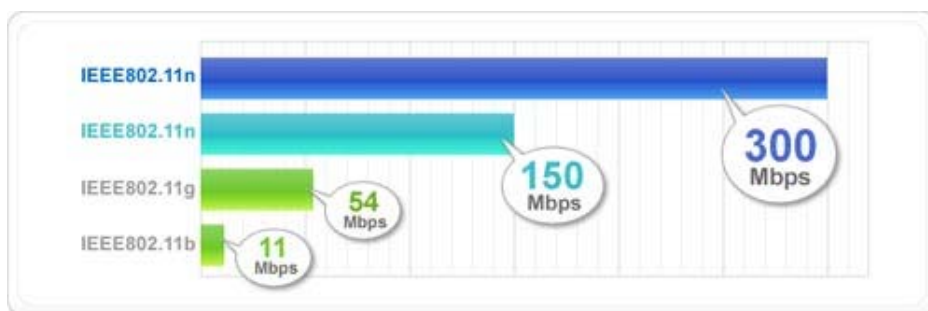 IEEE802.11n
300
Mbps
IEEE802.11n
150
Mbps
IEEE802.11g
54
Mbps
IEEE802.11b
11
Mbps